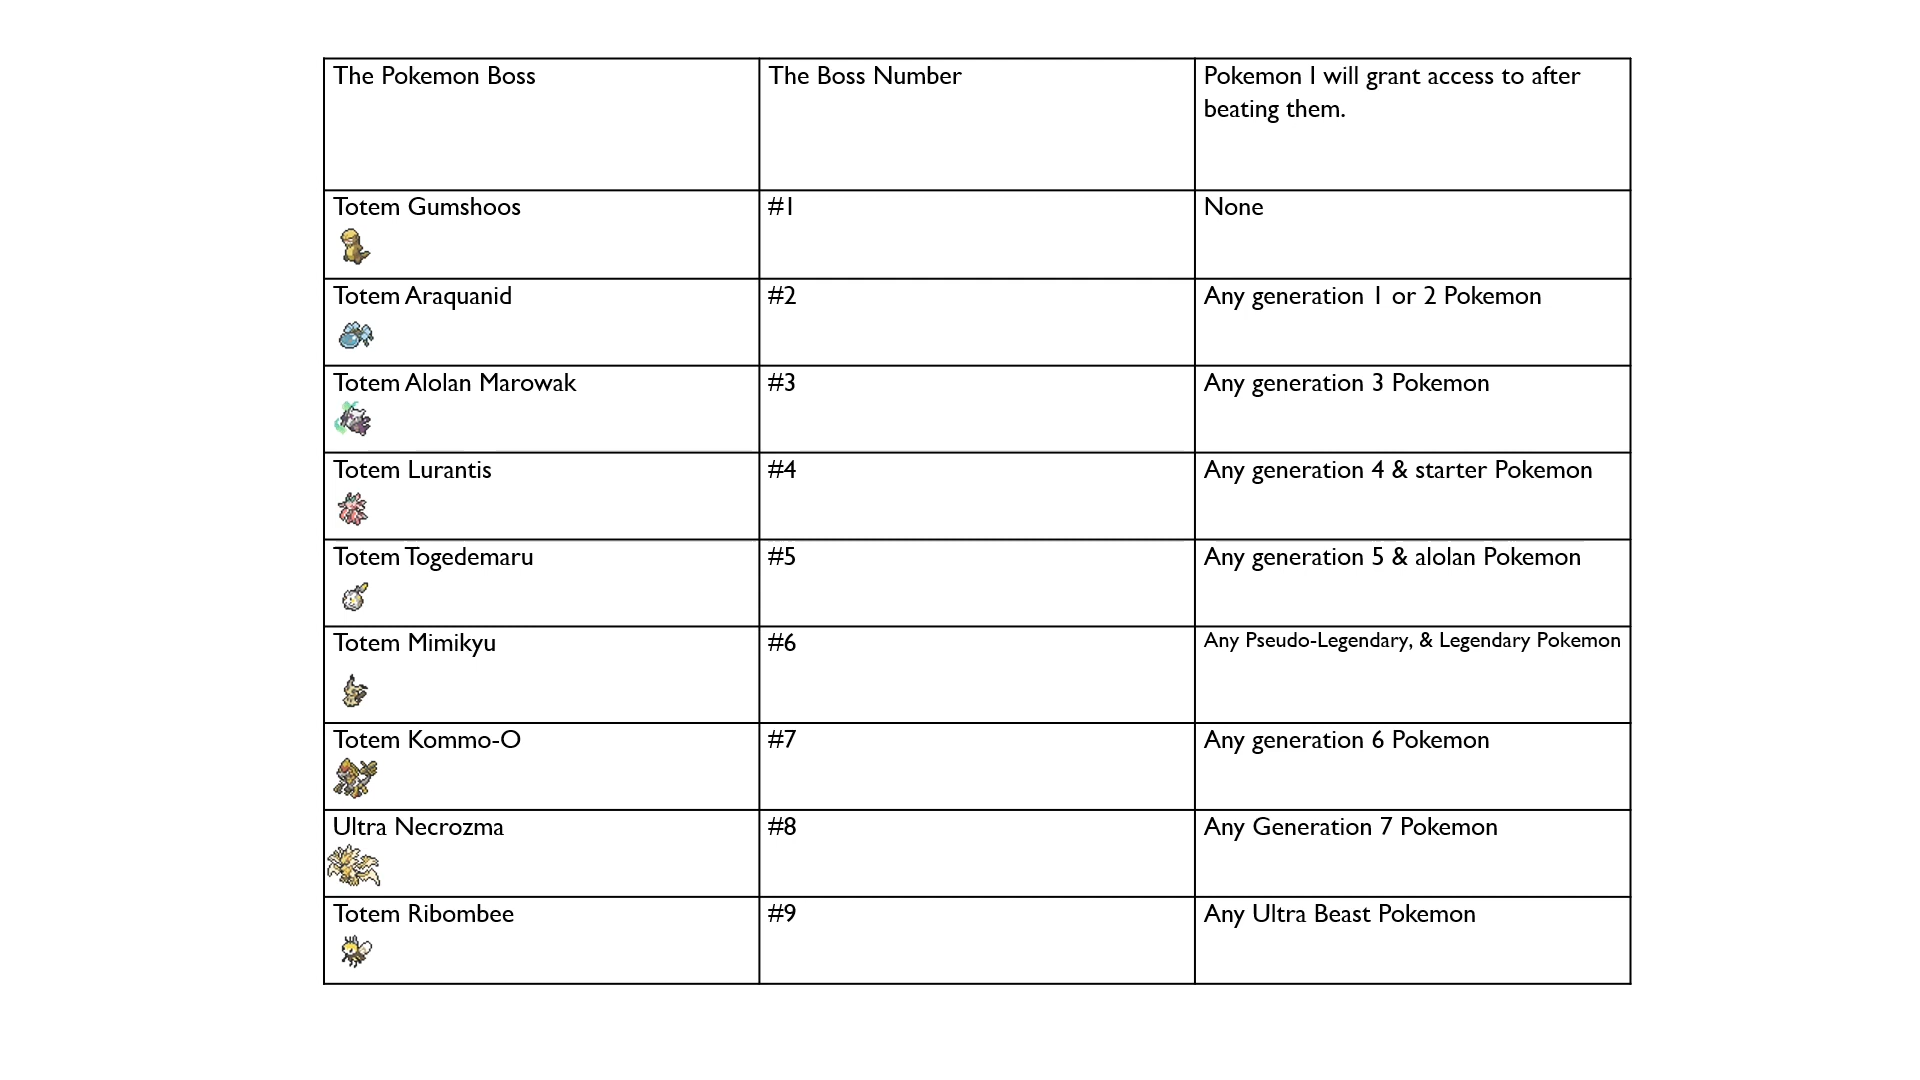 The Pokemon Boss
The Boss Number
Pokemon I will grant access to after
beating them.
Totem Gumshoos
#1
None
Totem Araquanid
#2
Any generation 1 or 2 Pokemon
Totem Alolan Marowak
#3
Any generation 3 Pokemon
Totem Lurantis
#4
Any generation 4 & starter Pokemon
Totem Togedemaru
#5
Any generation 5 & alolan Pokemon
Totem Mimikyu
#6
Any Pseudo-Legendary, & Legendary Pokemon
Totem Kommo-O
#7
Any generation 6 Pokemon
Ultra Necrozma
#8
Any Generation 7 Pokemon
Totem Ribombee
#9
Any Ultra Beast Pokemon